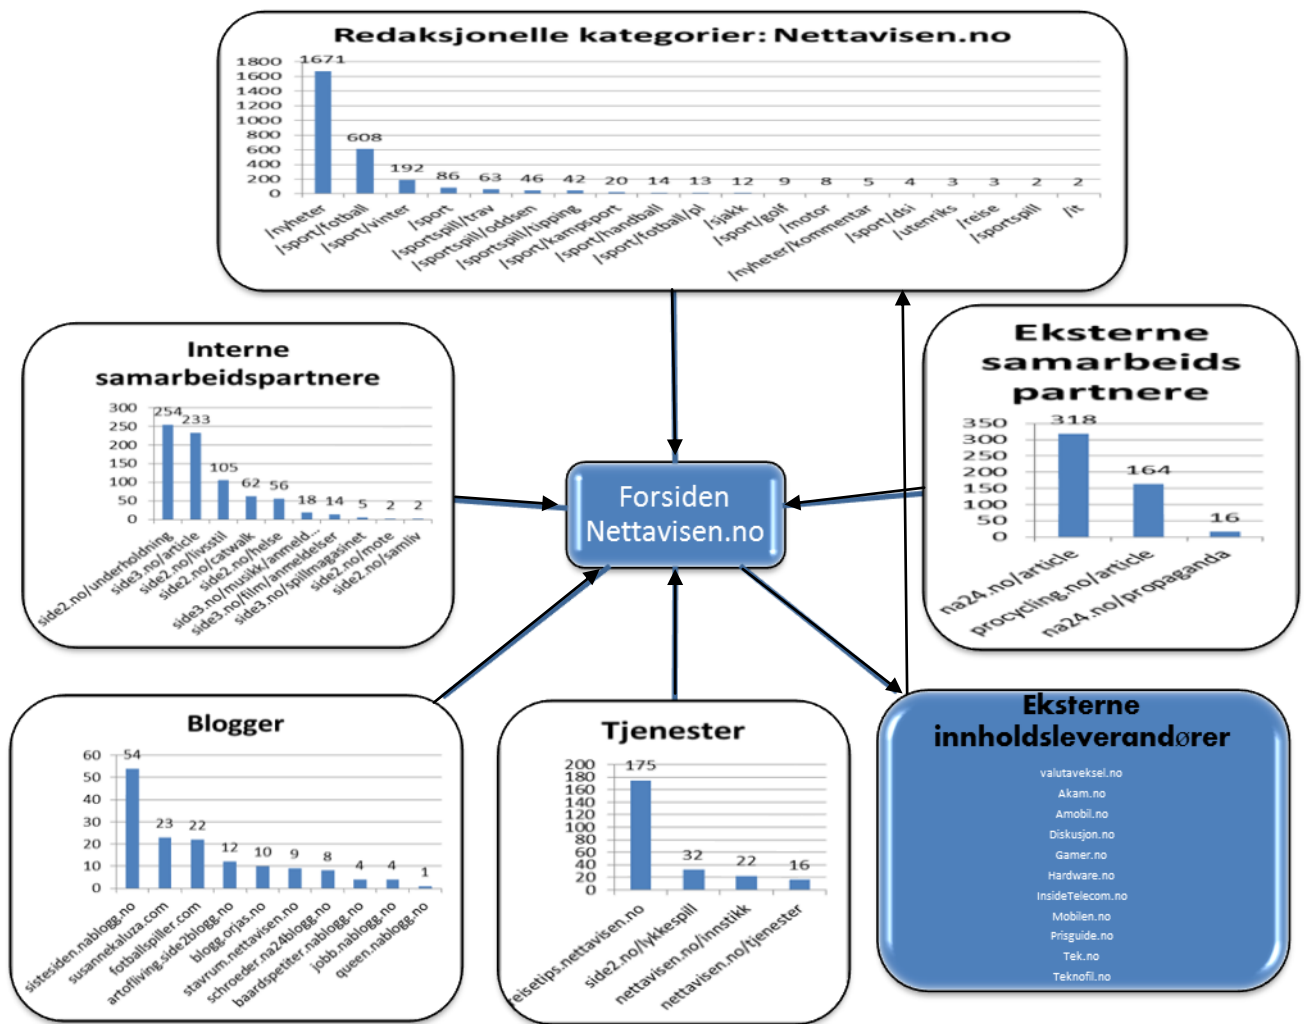 Redaksjonelle kategorier: Nettavisen.no
1800
1600
1400
1200
1000
800
600
400
200
0
1671
608
192
86
63
46
42
20
14
13
12
9
8
5
4
3
3
2
2
/nyheter
/sport/fotball
/sport/vinter
/sport
/sportspill/trav
/sportspill/oddsen
/sportspill/tipping
/sport/kampsport
/sport/handball
/sport/fotball/pl
/sjakk
/sport/golf
/motor
/nyheter/kommentar
/sport/dsi
/utenriks
/reise
/sportspill
/it
Interne
samarbeidspartnere
300
250
200
150
100
50
0
254
233
105
62
56
18
14
5
2
2
side2.no/underholdning
side3.no/article
side2.no/livsstil
side2.no/catwalk
side2.no/helse
side3.no/musikk/anmeld...
side3.no/film/anmeldelser
side3.no/spillmagasinet
side2.no/mote
side2.no/samliv
Forsiden
Nettavisen.no
Eksterne
samarbeids
partnere
350
300
250
200
150
100
50
0
318
164
16
na24.no/article
procycling.no/article
na24.no/propaganda
Blogger
60
50
40
30
20
10
0
54
23
22
12
10
9
8
4
4
1
sistesiden.nablogg.no
susannekaluza.com
fotballspiller.com
artofliving.side2blogg.no
blogg.orjas.no
stavrum.nettavisen.no
schroeder.na24blogg.no
baardspetiter.nablogg.no
jobb.nablogg.no
queen.nablogg.no
Tjenester
200
180
160
140
120
100
80
60
40
20
0
175
32
22
16
reisetips.nettavisen.no
side2.no/lykkespill
nettavisen.no/innstikk
nettavisen.no/tjenester
Eksterne
innholdsleverandører
valutaveksel.no
Akam.no
Amobil.no
Diskusjon.no
Gamer.no
Hardware.no
InsideTelecom.no
Mobilen.no
Prisguide.no
Tek.no
Teknofil.no